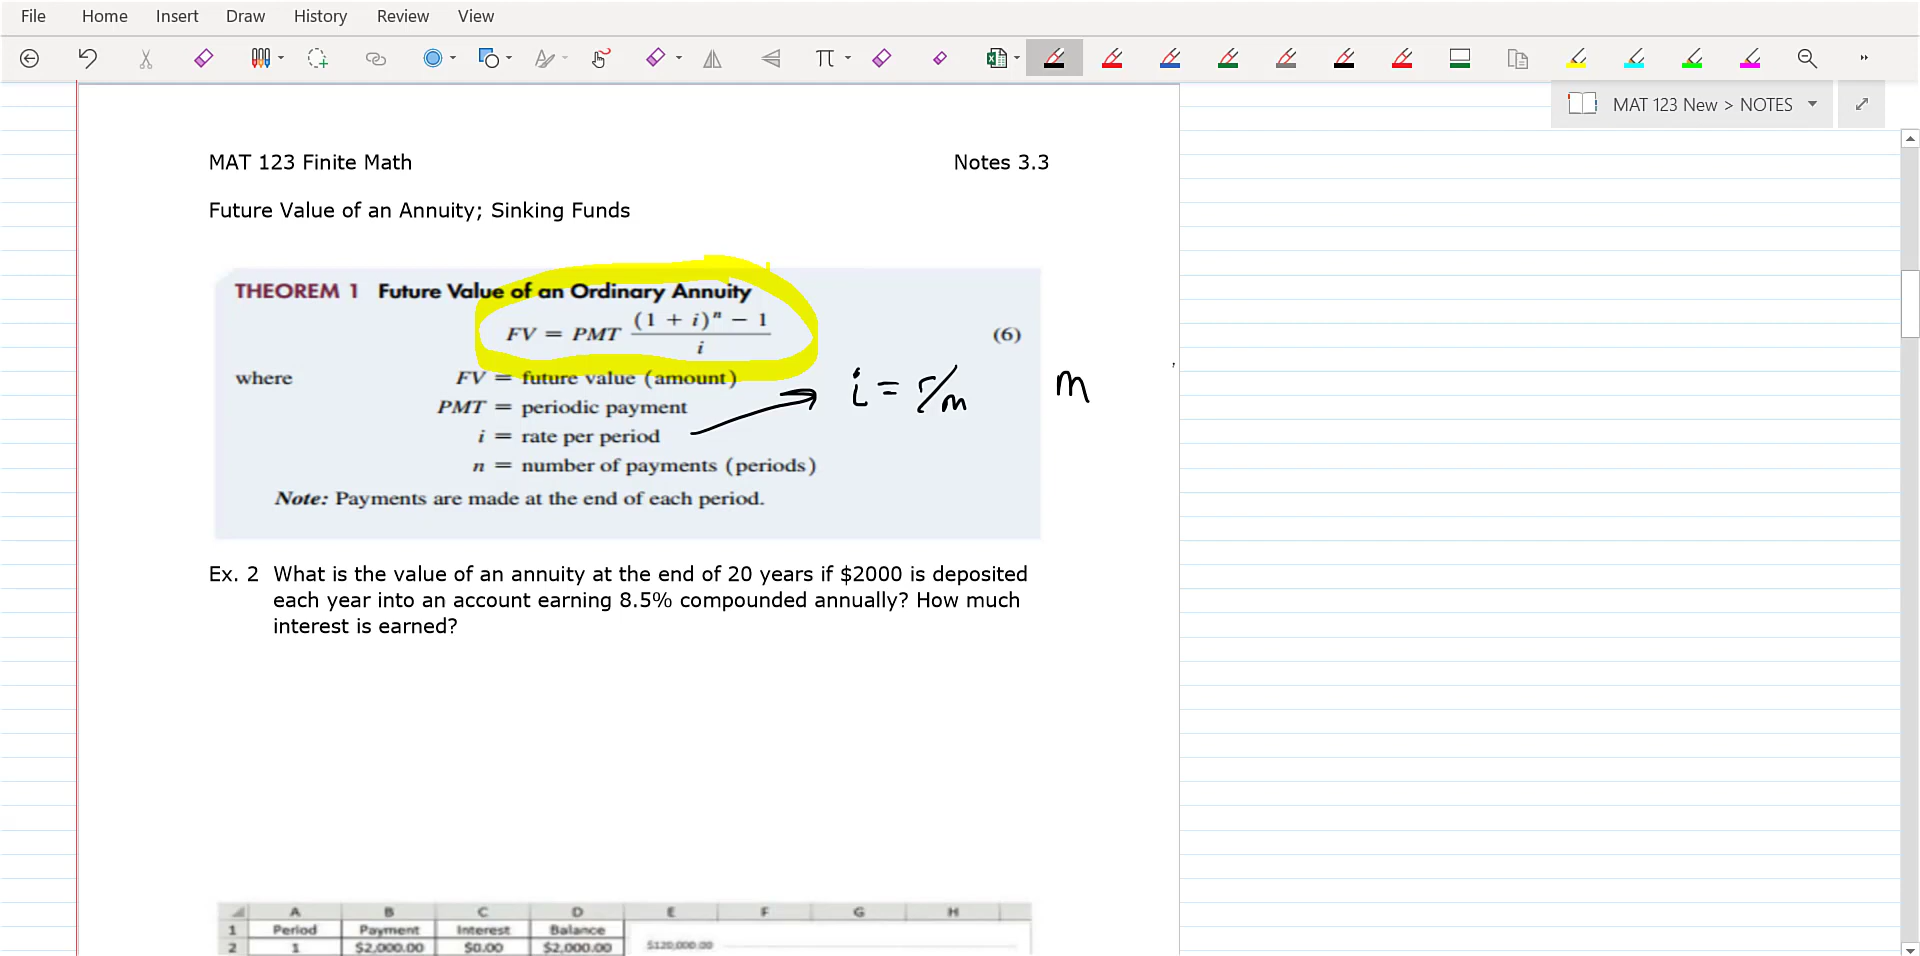 File Home Insert Draw History Review View
MAT 123 New > NOTES
MAT 123 Finite Math Notes 3.3
Future Value of an Annuity; Sinking Funds
THEOREM 1 Future Value of an Ordinary Annuity
FV = PMT \frac{(1 + i)^n - 1}{i} (6)
where FV = future value (amount)
PMT = periodic payment
i = r/m m
i = rate per period
n = number of payments (periods)
Note: Payments are made at the end of each period.
Ex. 2 What is the value of an annuity at the end of 20 years if $2000 is deposited
each year into an account earning 8.5% compounded annually? How much
interest is earned?
A B C D E F G H
1 Period Payment Interest Balance
2 1 $2,000.00 $0.00 $2,000.00 $120,000.00